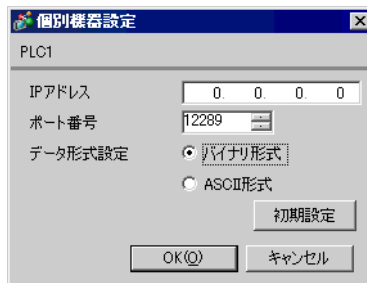 個別機器設定
PLC1
IPアドレス 0. 0. 0. 0
ポート番号 12289
データ形式設定 バイナリ形式
ASCII形式
初期設定
OK(O) キャンセル